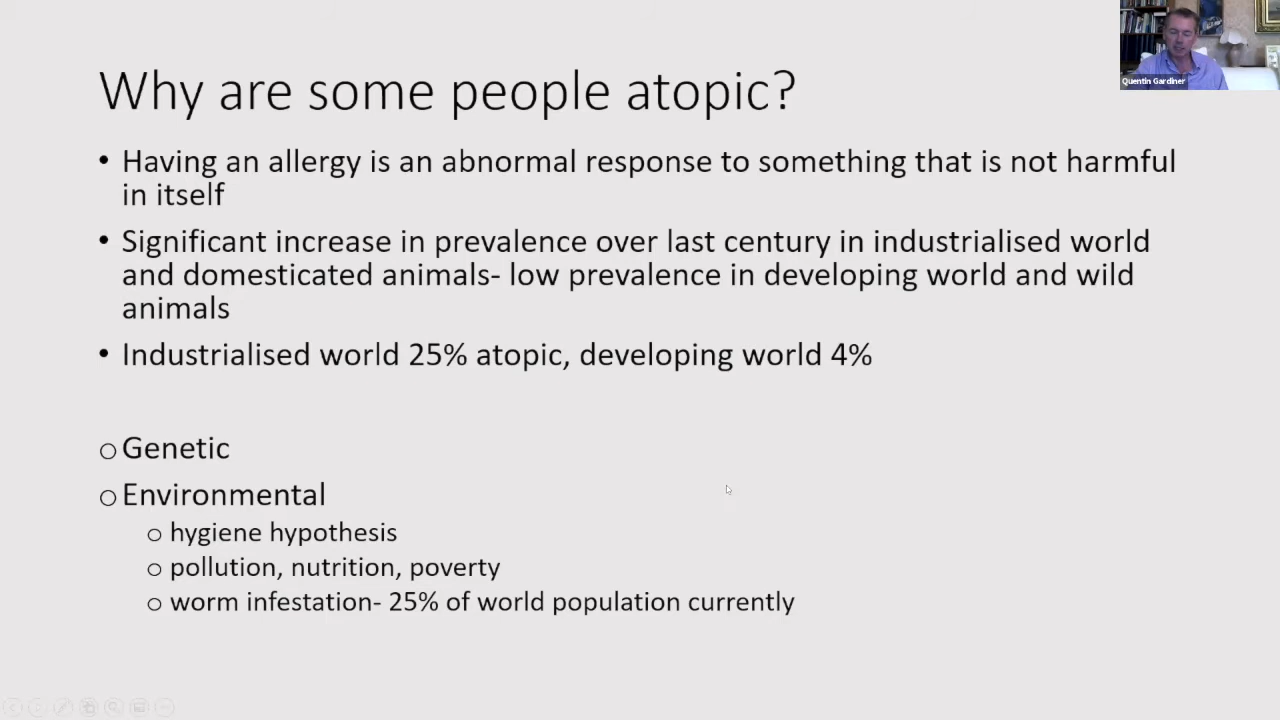 Why are some people atopic?
Quentin Gardiner
• Having an allergy is an abnormal response to something that is not harmful
in itself
• Significant increase in prevalence over last century in industrialised world
and domesticated animals- low prevalence in developing world and wild
animals
• Industrialised world 25% atopic, developing world 4%
o Genetic
o Environmental
o hygiene hypothesis
o pollution, nutrition, poverty
o worm infestation- 25% of world population currently